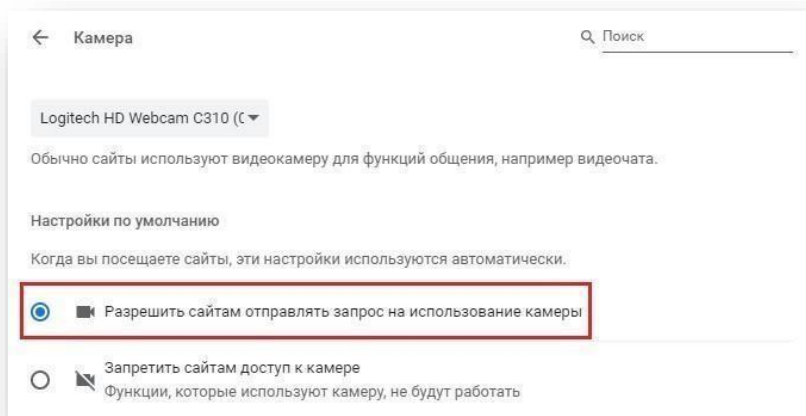 Камера
Поиск
Logitech HD Webcam C310 ((
Обычно сайты используют видеокамеру для функций общения, например видеочата.
Настройки по умолчанию
Когда вы посещаете сайты, эти настройки используются автоматически.
Разрешить сайтам отправлять запрос на использование камеры
Запретить сайтам доступ к камере
Функции, которые используют камеру, не будут работать